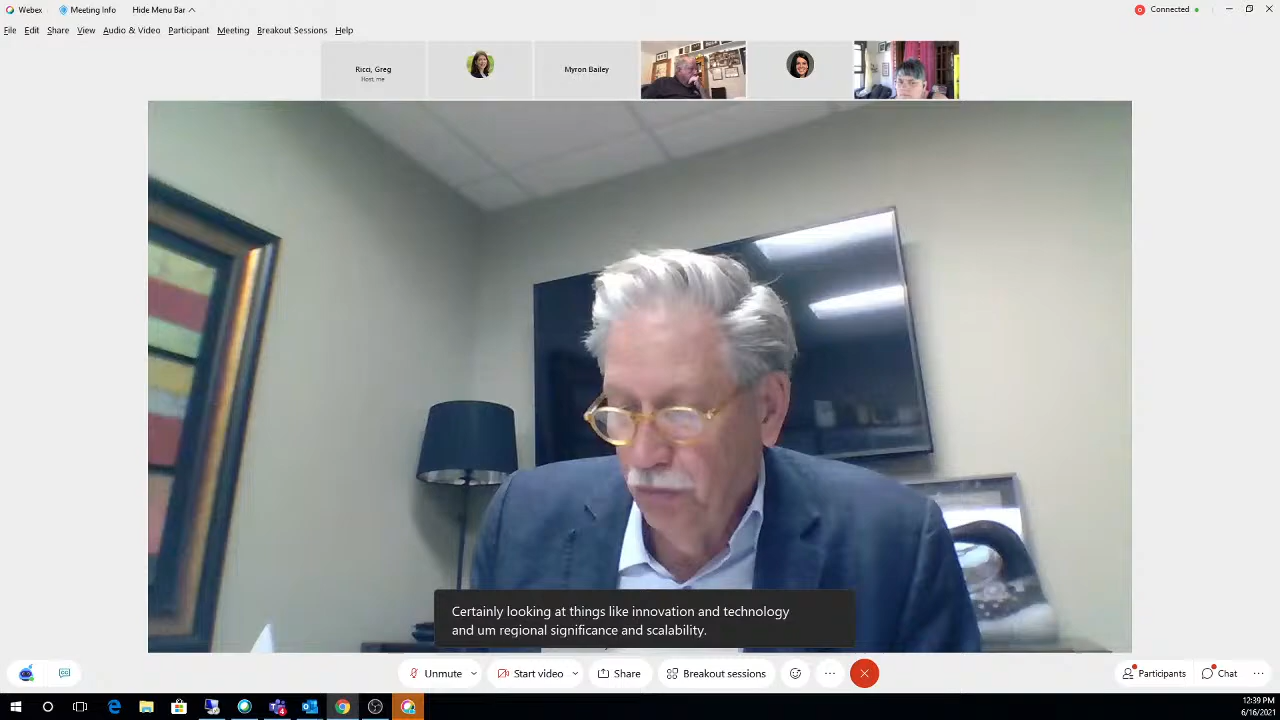 Webex
Meeting Info
Hide Menu Bar
Connected
File
Edit
Share
View
Audio & Video
Participant
Meeting
Breakout Sessions
Help
Ricci, Greg
Host, me
Myron Bailey
Certainly looking at things like innovation and technology
and um regional significance and scalability.
Unmute
Start video
Share
Breakout sessions
Participants
Chat
12:39 PM
6/16/2021